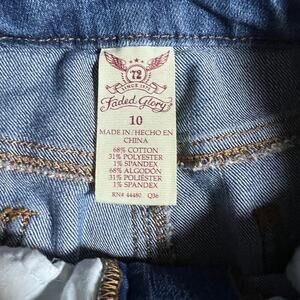 72
SINCE 1972
Faded Glory
10
MADE IN/HECHO EN
CHINA
68% COTTON
31% POLYESTER
1% SPANDEX
68% ALGODÓN
31% POLIÉSTER
1% SPANDEX
RN# 44480 Q36